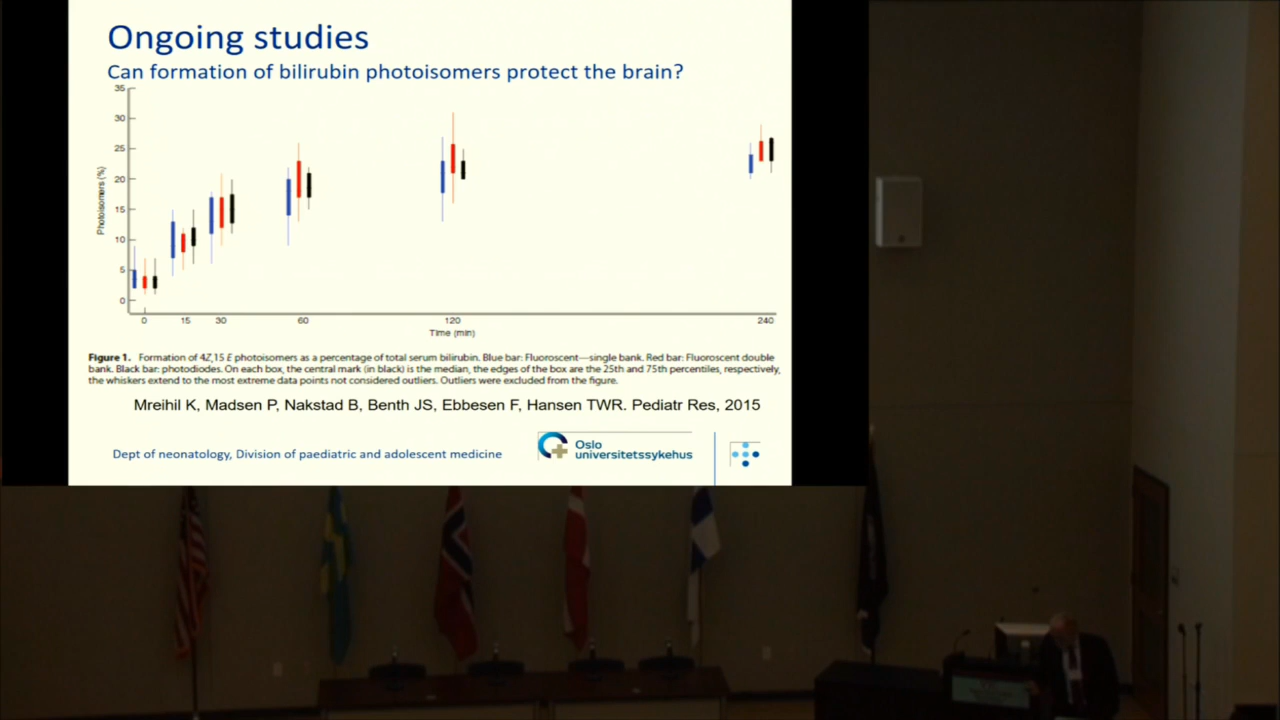 Ongoing studies
Can formation of bilirubin photoisomers protect the brain?
35
30
25
20
15
10
5
0
Photoisomers (%)
0 15 30 60 120 240
Time (min)
Figure 1. Formation of 4Z,15 E photoisomers as a percentage of total serum bilirubin. Blue bar: Fluoroscent—single bank. Red bar: Fluoroscent double
bank. Black bar: photodiodes. On each box, the central mark (in black) is the median, the edges of the box are the 25th and 75th percentiles, respectively,
the whiskers extend to the most extreme data points not considered outliers. Outliers were excluded from the figure.
Mreihil K, Madsen P, Nakstad B, Benth JS, Ebbesen F, Hansen TWR. Pediatr Res, 2015
Dept of neonatology, Division of paediatric and adolescent medicine
Oslo
universitetssykehus